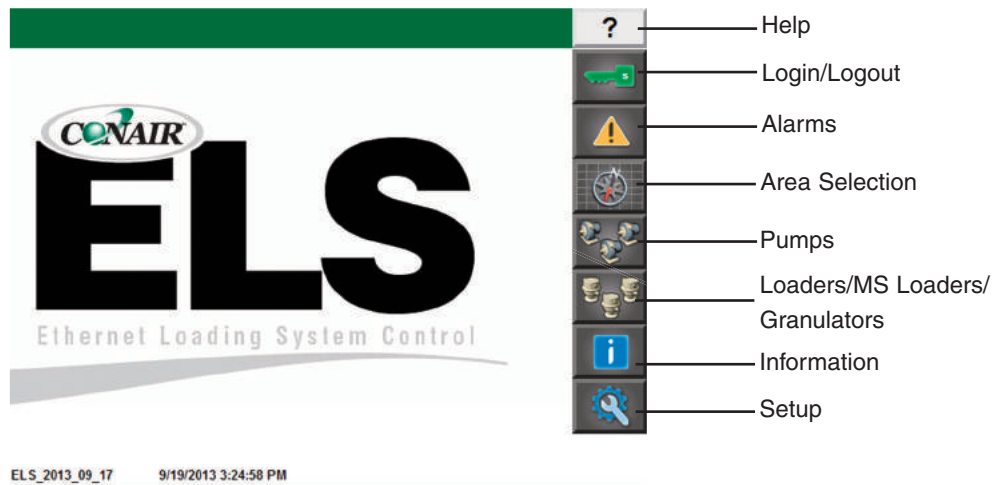 ?
Help
S
Login/Logout
Alarms
Area Selection
Pumps
Loaders/MS Loaders/
Granulators
i
Information
Setup
CONAIR
ELS
Ethernet Loading System Control
ELS_2013_09_17 9/19/2013 3:24:58 PM